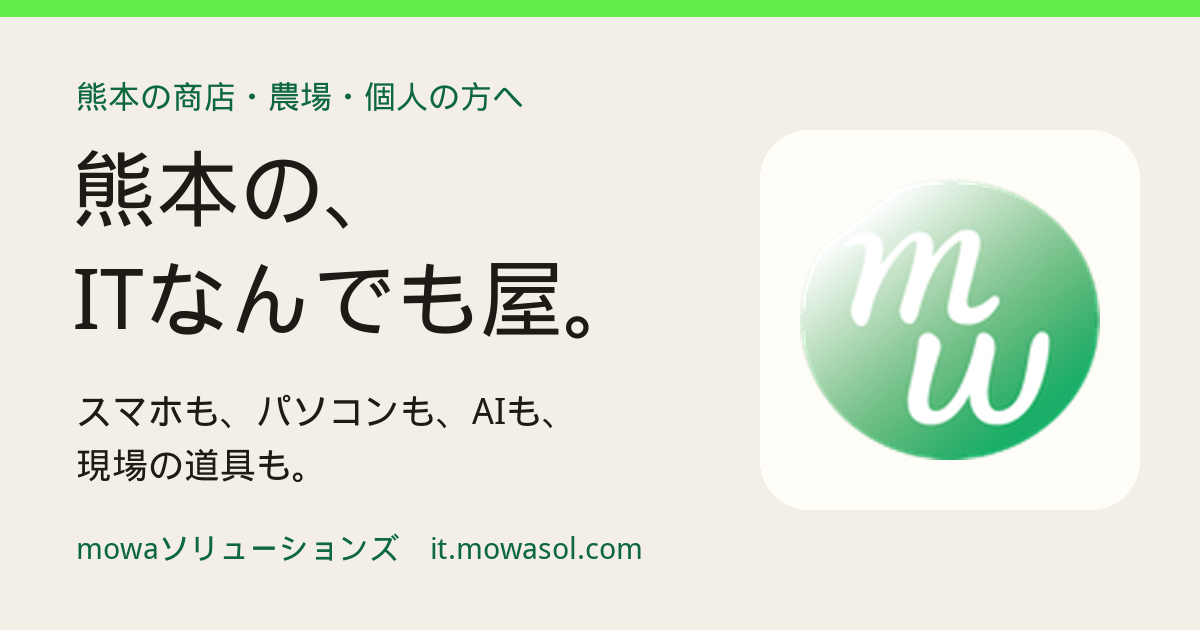 熊本の商店・農場・個人の方へ
熊本の、
ITなんでも屋。
スマホも、パソコンも、AIも、
現場の道具も。
mowaソリューションズ　it.mowasol.com
m
w